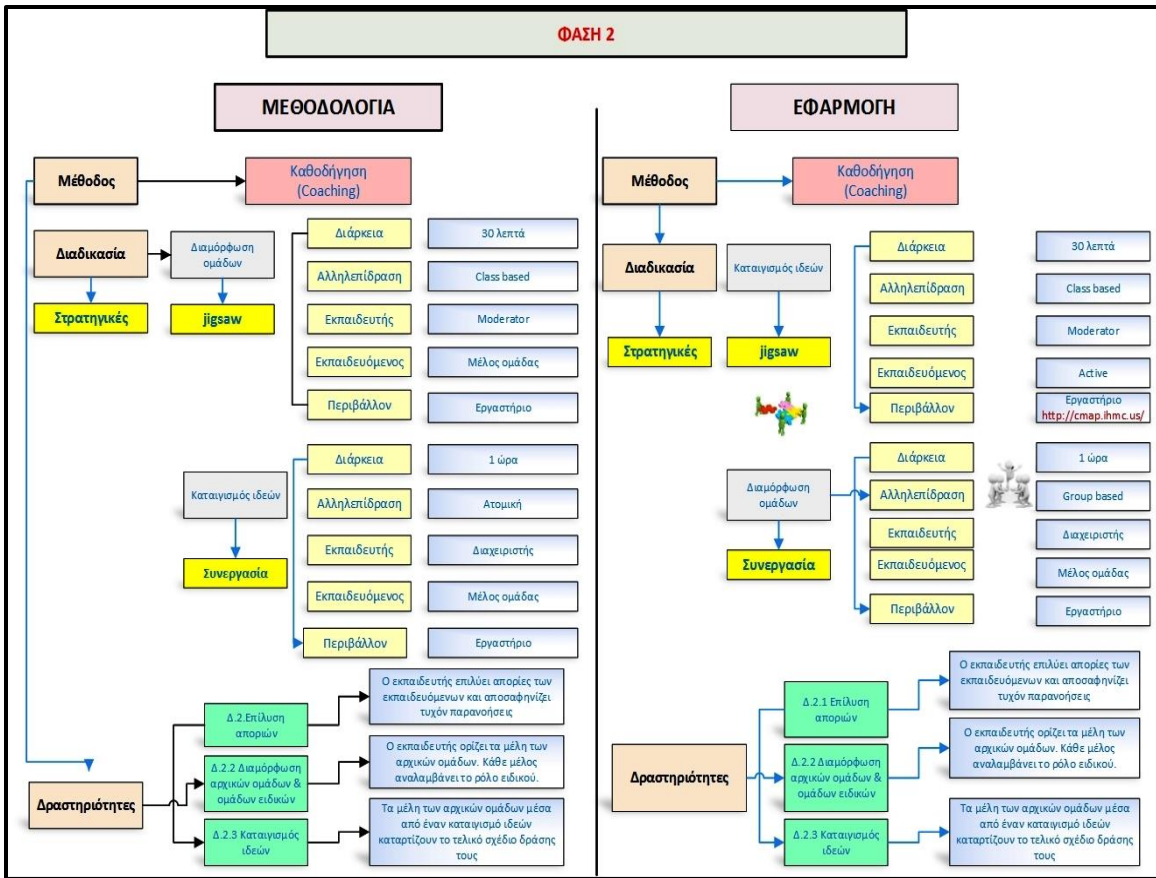 ΦΑΣΗ 2
ΜΕΘΟΔΟΛΟΓΙΑ
Μέθοδος
Καθοδήγηση
(Coaching)
Διαδικασία
Διαμόρφωση
ομάδων
Στρατηγικές
jigsaw
Διάρκεια
30 λεπτά
Αλληλεπίδραση
Class based
Εκπαιδευτής
Moderator
Εκπαιδευόμενος
Μέλος ομάδας
Περιβάλλον
Εργαστήριο
Καταιγισμός ιδεών
Συνεργασία
Διάρκεια
1 ώρα
Αλληλεπίδραση
Ατομική
Εκπαιδευτής
Διαχειριστής
Εκπαιδευόμενος
Μέλος ομάδας
Περιβάλλον
Εργαστήριο
Δραστηριότητες
Δ.2.Επίλυση
αποριών
Ο εκπαιδευτής επιλύει απορίες των
εκπαιδευόμενων και αποσαφηνίζει
τυχόν παρανοήσεις
Δ.2.2 Διαμόρφωση
αρχικών ομάδων &
ομάδων ειδικών
Ο εκπαιδευτής ορίζει τα μέλη των
αρχικών ομάδων. Κάθε μέλος
αναλαμβάνει το ρόλο ειδικού.
Δ.2.3 Καταιγισμός
ιδεών
Τα μέλη των αρχικών ομάδων μέσα
από έναν καταιγισμό ιδεών
καταρτίζουν το τελικό σχέδιο δράσης
τους
ΕΦΑΡΜΟΓΗ
Μέθοδος
Καθοδήγηση
(Coaching)
Διαδικασία
Καταιγισμός ιδεών
Στρατηγικές
jigsaw
Διάρκεια
30 λεπτά
Αλληλεπίδραση
Class based
Εκπαιδευτής
Moderator
Εκπαιδευόμενος
Active
Περιβάλλον
Εργαστήριο
http://cmap.ihmc.us/
Διαμόρφωση
ομάδων
Συνεργασία
Διάρκεια
1 ώρα
Αλληλεπίδραση
Group based
Εκπαιδευτής
Διαχειριστής
Εκπαιδευόμενος
Μέλος ομάδας
Περιβάλλον
Εργαστήριο
Δραστηριότητες
Δ.2.1 Επίλυση
αποριών
Ο εκπαιδευτής επιλύει απορίες των
εκπαιδευόμενων και αποσαφηνίζει
τυχόν παρανοήσεις
Δ.2.2 Διαμόρφωση
αρχικών ομάδων &
ομάδων ειδικών
Ο εκπαιδευτής ορίζει τα μέλη των
αρχικών ομάδων. Κάθε μέλος
αναλαμβάνει το ρόλο ειδικού.
Δ.2.3 Καταιγισμός
ιδεών
Τα μέλη των αρχικών ομάδων μέσα
από έναν καταιγισμό ιδεών
καταρτίζουν το τελικό σχέδιο δράσης
τους